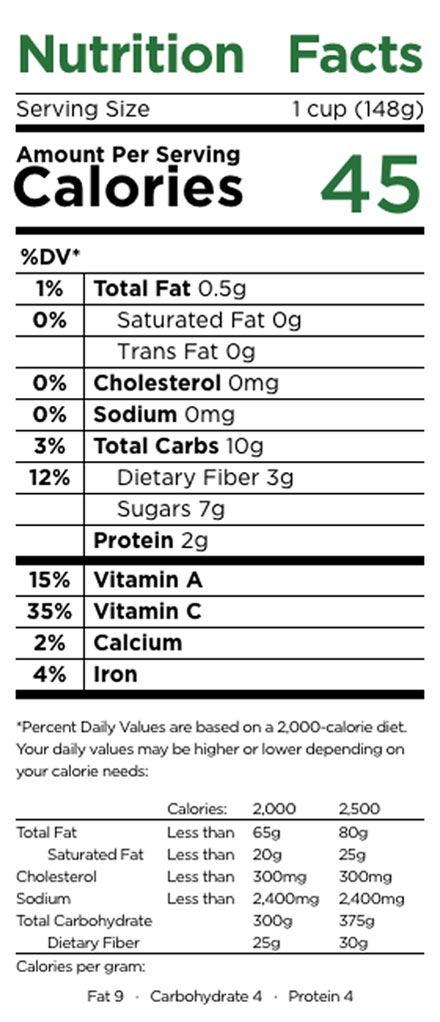 Nutrition Facts
Serving Size 1 cup (148g)
Amount Per Serving
Calories 45
%DV*
1% Total Fat 0.5g
0% Saturated Fat 0g
Trans Fat 0g
0% Cholesterol 0mg
0% Sodium 0mg
3% Total Carbs 10g
12% Dietary Fiber 3g
Sugars 7g
Protein 2g
15% Vitamin A
35% Vitamin C
2% Calcium
4% Iron
*Percent Daily Values are based on a 2,000-calorie diet.
Your daily values may be higher or lower depending on
your calorie needs:
Calories: 2,000 2,500
Total Fat Less than 65g 80g
Saturated Fat Less than 20g 25g
Cholesterol Less than 300mg 300mg
Sodium Less than 2,400mg 2,400mg
Total Carbohydrate 300g 375g
Dietary Fiber 25g 30g
Calories per gram:
Fat 9 · Carbohydrate 4 · Protein 4